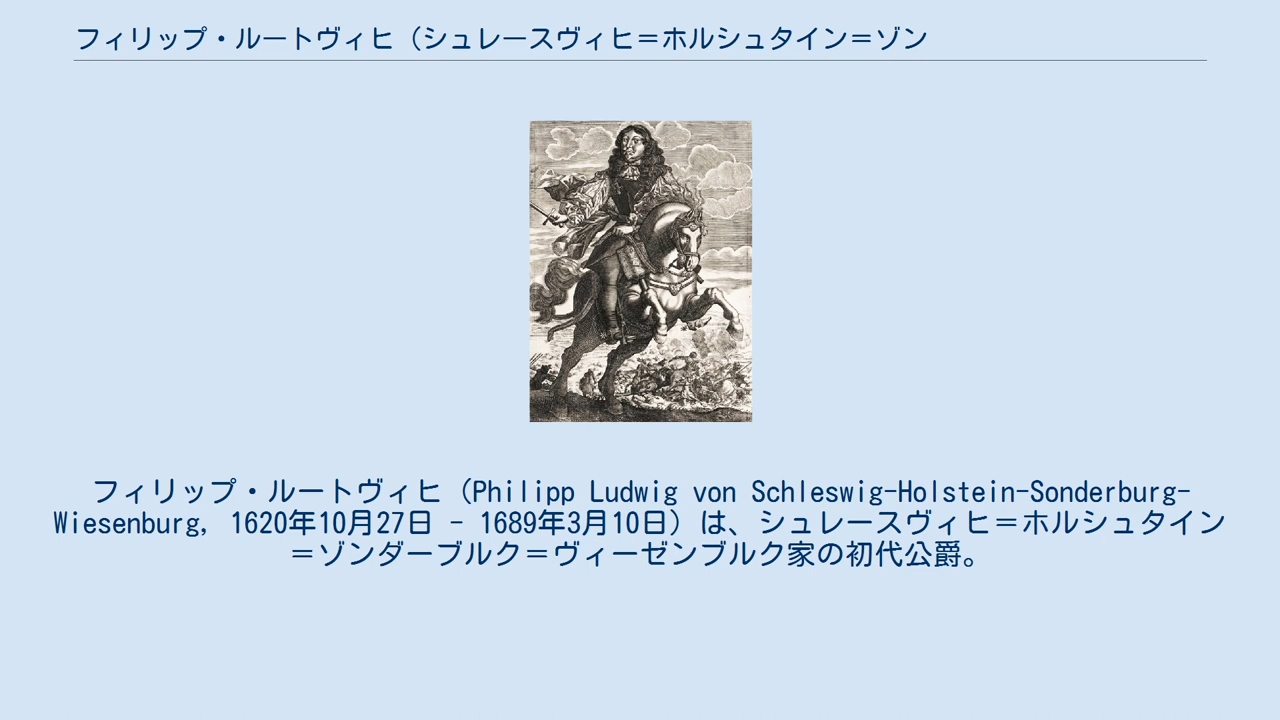 フィリップ・ルートヴィヒ（シュレースヴィヒ＝ホルシュタイン＝ゾン
フィリップ・ルートヴィヒ（Philipp Ludwig von Schleswig-Holstein-Sonderburg-
Wiesenburg, 1620年10月27日 - 1689年3月10日）は、シュレースヴィヒ＝ホルシュタイン
＝ゾンダーブルク＝ヴィーゼンブルク家の初代公爵。